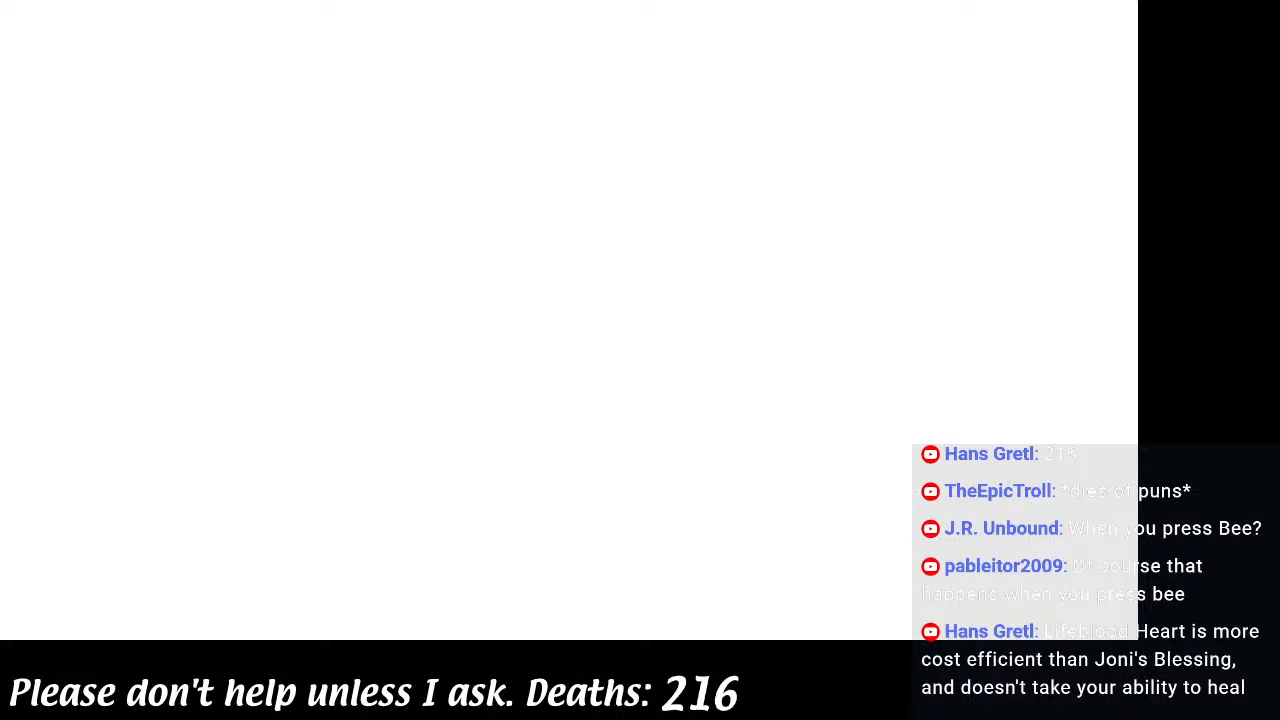 Hans Gretl: 216
TheEpicTroll: *dies of puns*
J.R. Unbound: When you press Bee?
pableitor2009: Of course that
happens when you press bee
Hans Gretl: Lifeblood Heart is more
cost efficient than Joni's Blessing,
and doesn't take your ability to heal
Please don't help unless I ask. Deaths: 216